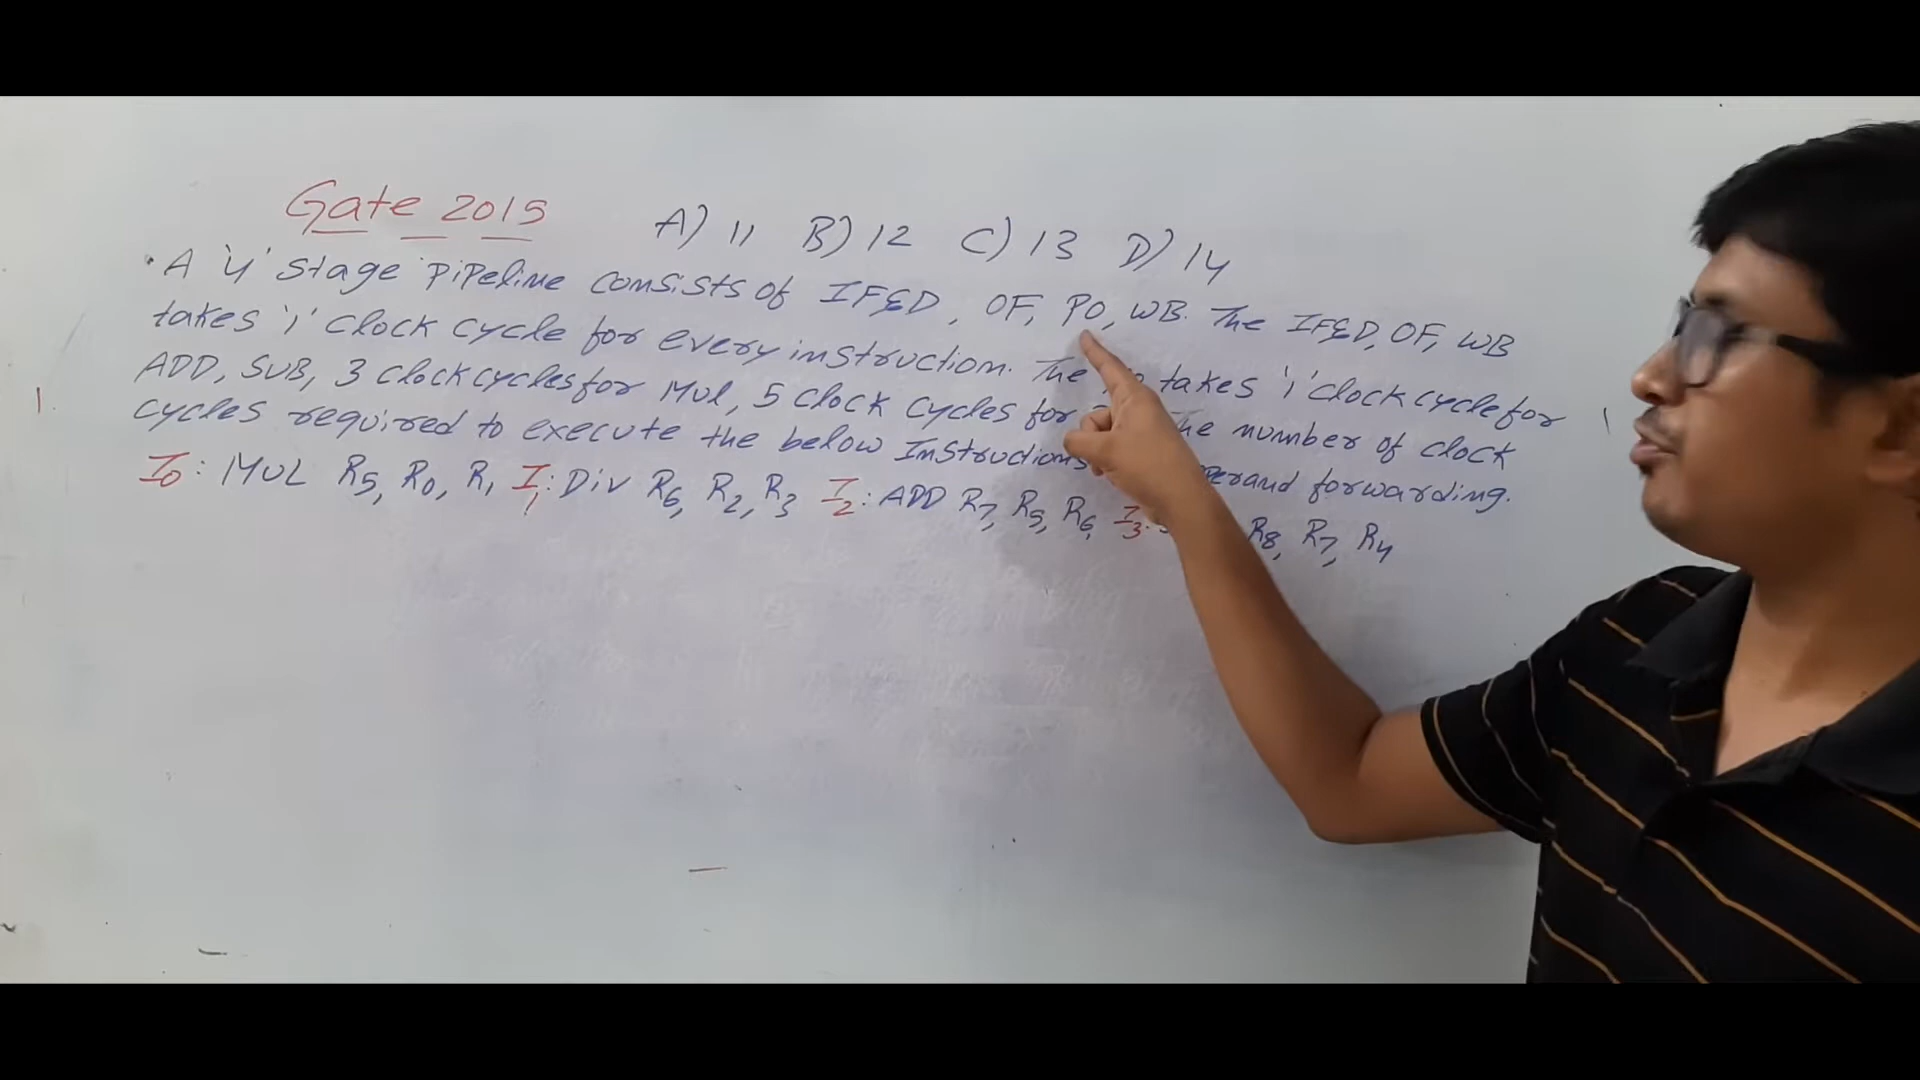 Gate 2015
A) 11 B) 12 C) 13 D) 14
A '4' Stage PiPeline consists of IF&D, OF, PO, WB. The IF&D, OF, WB
takes '1' Clock Cycle for every instruction. The takes '1' clock cycle for
ADD, SUB, 3 clock cycles for MUL, 5 clock cycles for The number of clock
cycles required to execute the below Instructions forwarding.
I0: MUL R5, R0, R1 I1: Div R6, R2, R3 I2: ADD R7, R5, R6, I3: R8, R7, R4